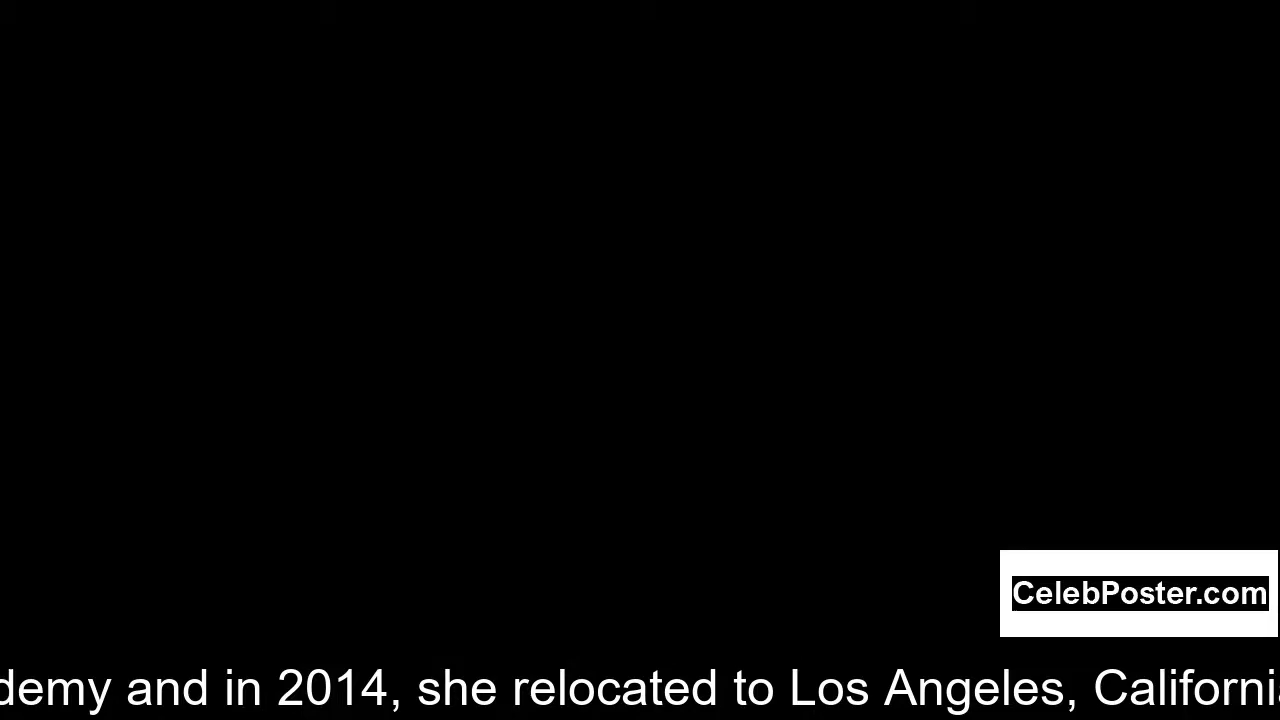 CelebPoster.com
demy and in 2014, she relocated to Los Angeles, Californi